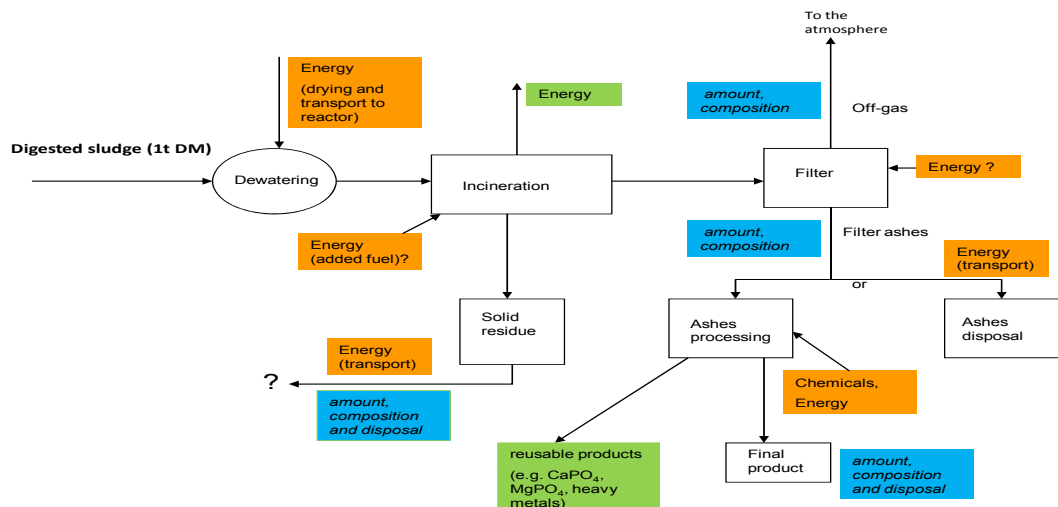 To the
atmosphere
Energy
(drying and
transport to
reactor)
Energy
amount,
composition
Off-gas
Digested sludge (1t DM)
Dewatering
Incineration
Filter
Energy ?
Energy
(added fuel)?
amount,
composition
Filter ashes
Energy
(transport)
or
Solid
residue
Ashes
processing
Ashes
disposal
Energy
(transport)
?
amount,
composition
and disposal
Chemicals,
Energy
reusable products
(e.g. CaPO₄,
MgPO₄, heavy
metals)
Final
product
amount,
composition
and disposal